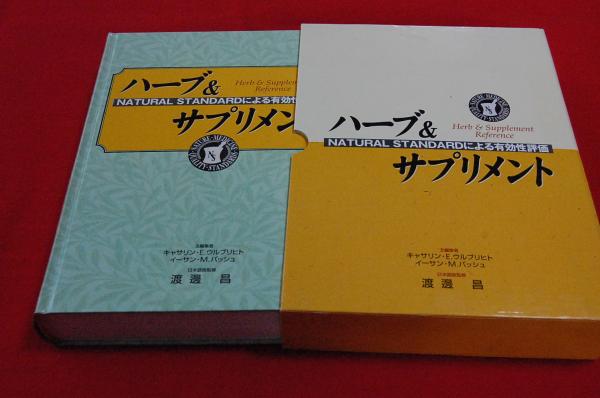 ハーブ&
Herb & Supplem
Reference
NATURAL STANDARDによる有効性
サプリメン
主編集者
キャサリン・E.ウルブリヒト
イーサン・M.バッシュ
日本語版監修
渡邊 昌
ハーブ&
Herb & Supplement
Reference
NATURAL STANDARDによる有効性評価
サプリメント
主編集者
キャサリン・E.ウルブリヒト
イーサン・M.バッシュ
日本語版監修
渡邊 昌